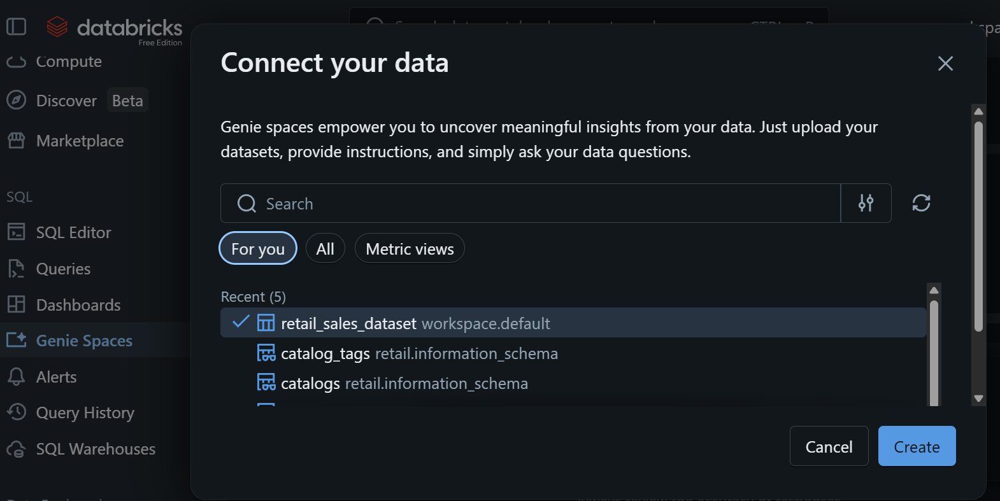 databricks
Free Edition
Compute
Discover Beta
Marketplace
SQL
SQL Editor
Queries
Dashboards
Genie Spaces
Alerts
Query History
SQL Warehouses
Connect your data
Genie spaces empower you to uncover meaningful insights from your data. Just upload your
datasets, provide instructions, and simply ask your data questions.
Search
For you
All
Metric views
Recent (5)
retail_sales_dataset workspace.default
catalog_tags retail.information_schema
catalogs retail.information_schema
Cancel
Create